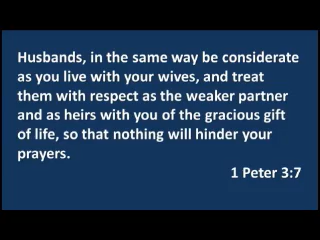 Husbands, in the same way be considerate
as you live with your wives, and treat
them with respect as the weaker partner
and as heirs with you of the gracious gift
of life, so that nothing will hinder your
prayers.
1 Peter 3:7